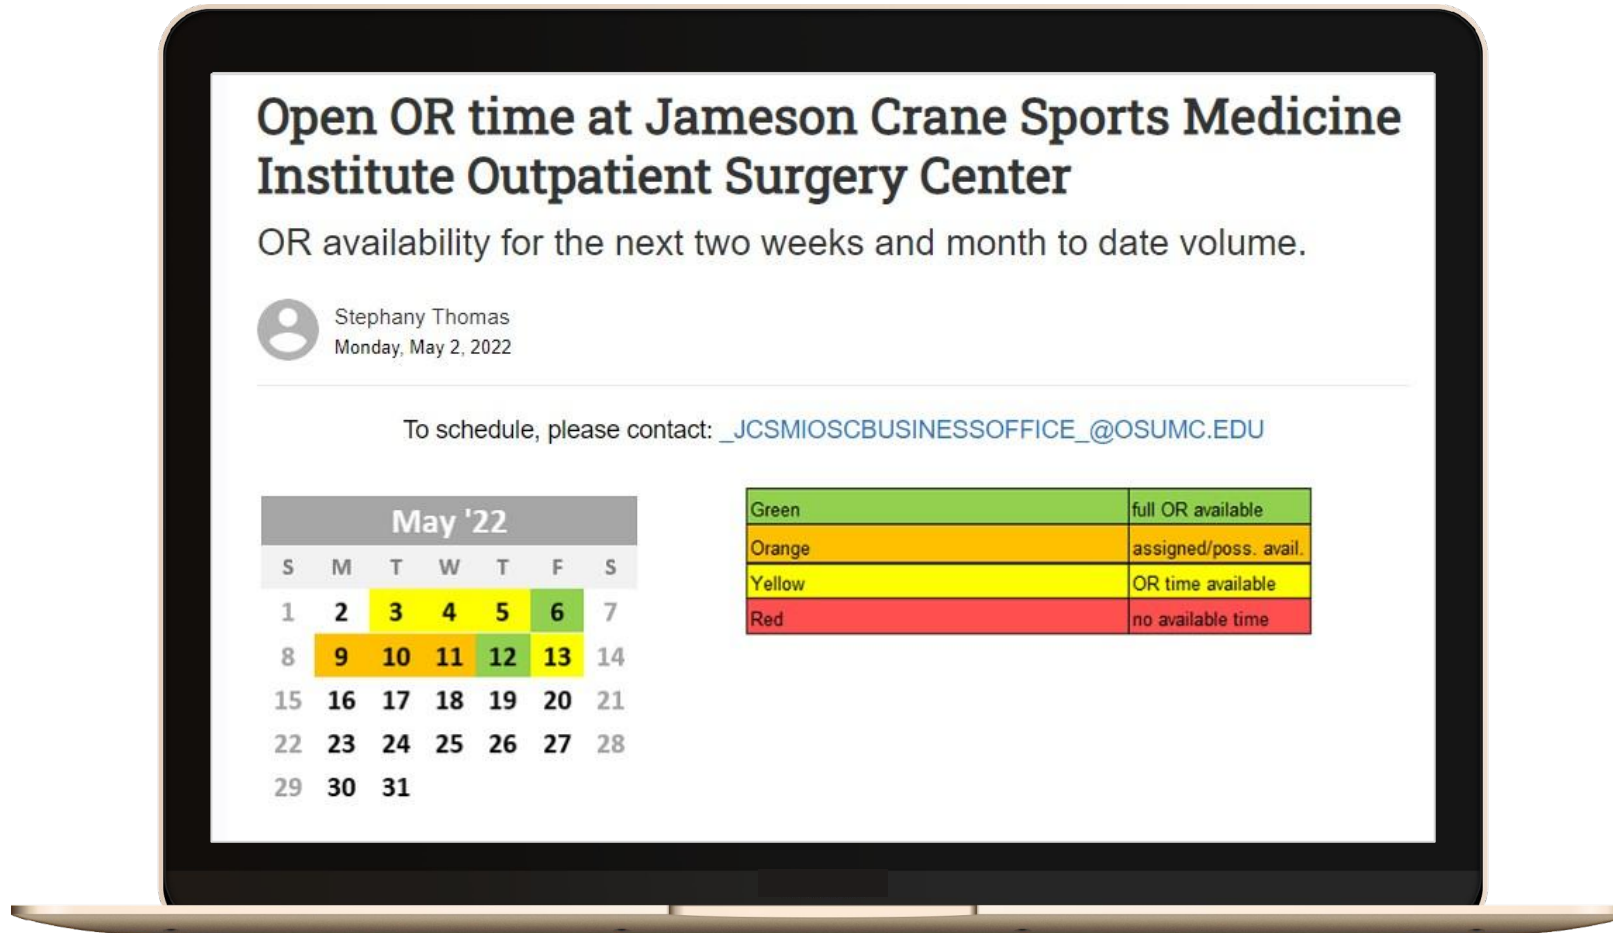 Open OR time at Jameson Crane Sports Medicine
Institute Outpatient Surgery Center
OR availability for the next two weeks and month to date volume.
Stephany Thomas
Monday, May 2, 2022
To schedule, please contact: _JCSMIOSCBUSINESSOFFICE_@OSUMC.EDU
May '22
S M T W T F S
1 2 3 4 5 6 7
8 9 10 11 12 13 14
15 16 17 18 19 20 21
22 23 24 25 26 27 28
29 30 31
Green full OR available
Orange assigned/poss. avail.
Yellow OR time available
Red no available time